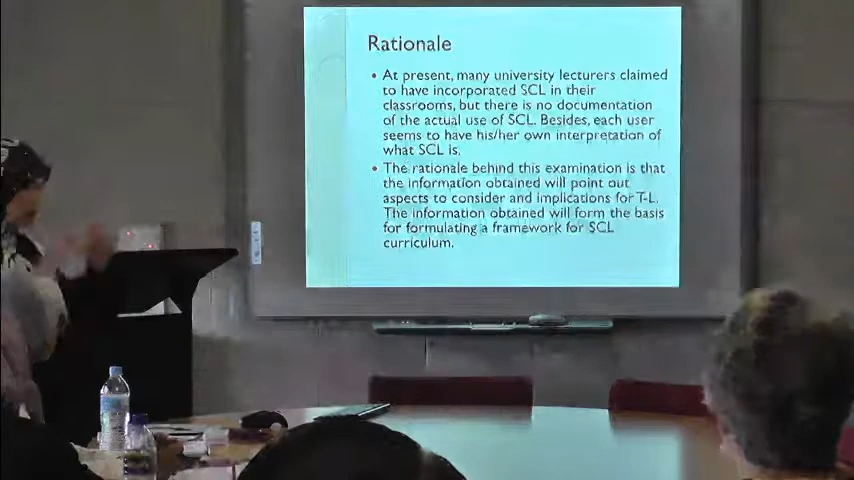 Rationale
• At present, many university lecturers claimed
to have incorporated SCL in their
classrooms, but there is no documentation
of the actual use of SCL. Besides, each user
seems to have his/her own interpretation of
what SCL is.
• The rationale behind this examination is that
the information obtained will point out
aspects to consider and implications for T-L.
The information obtained will form the basis
for formulating a framework for SCL
curriculum.